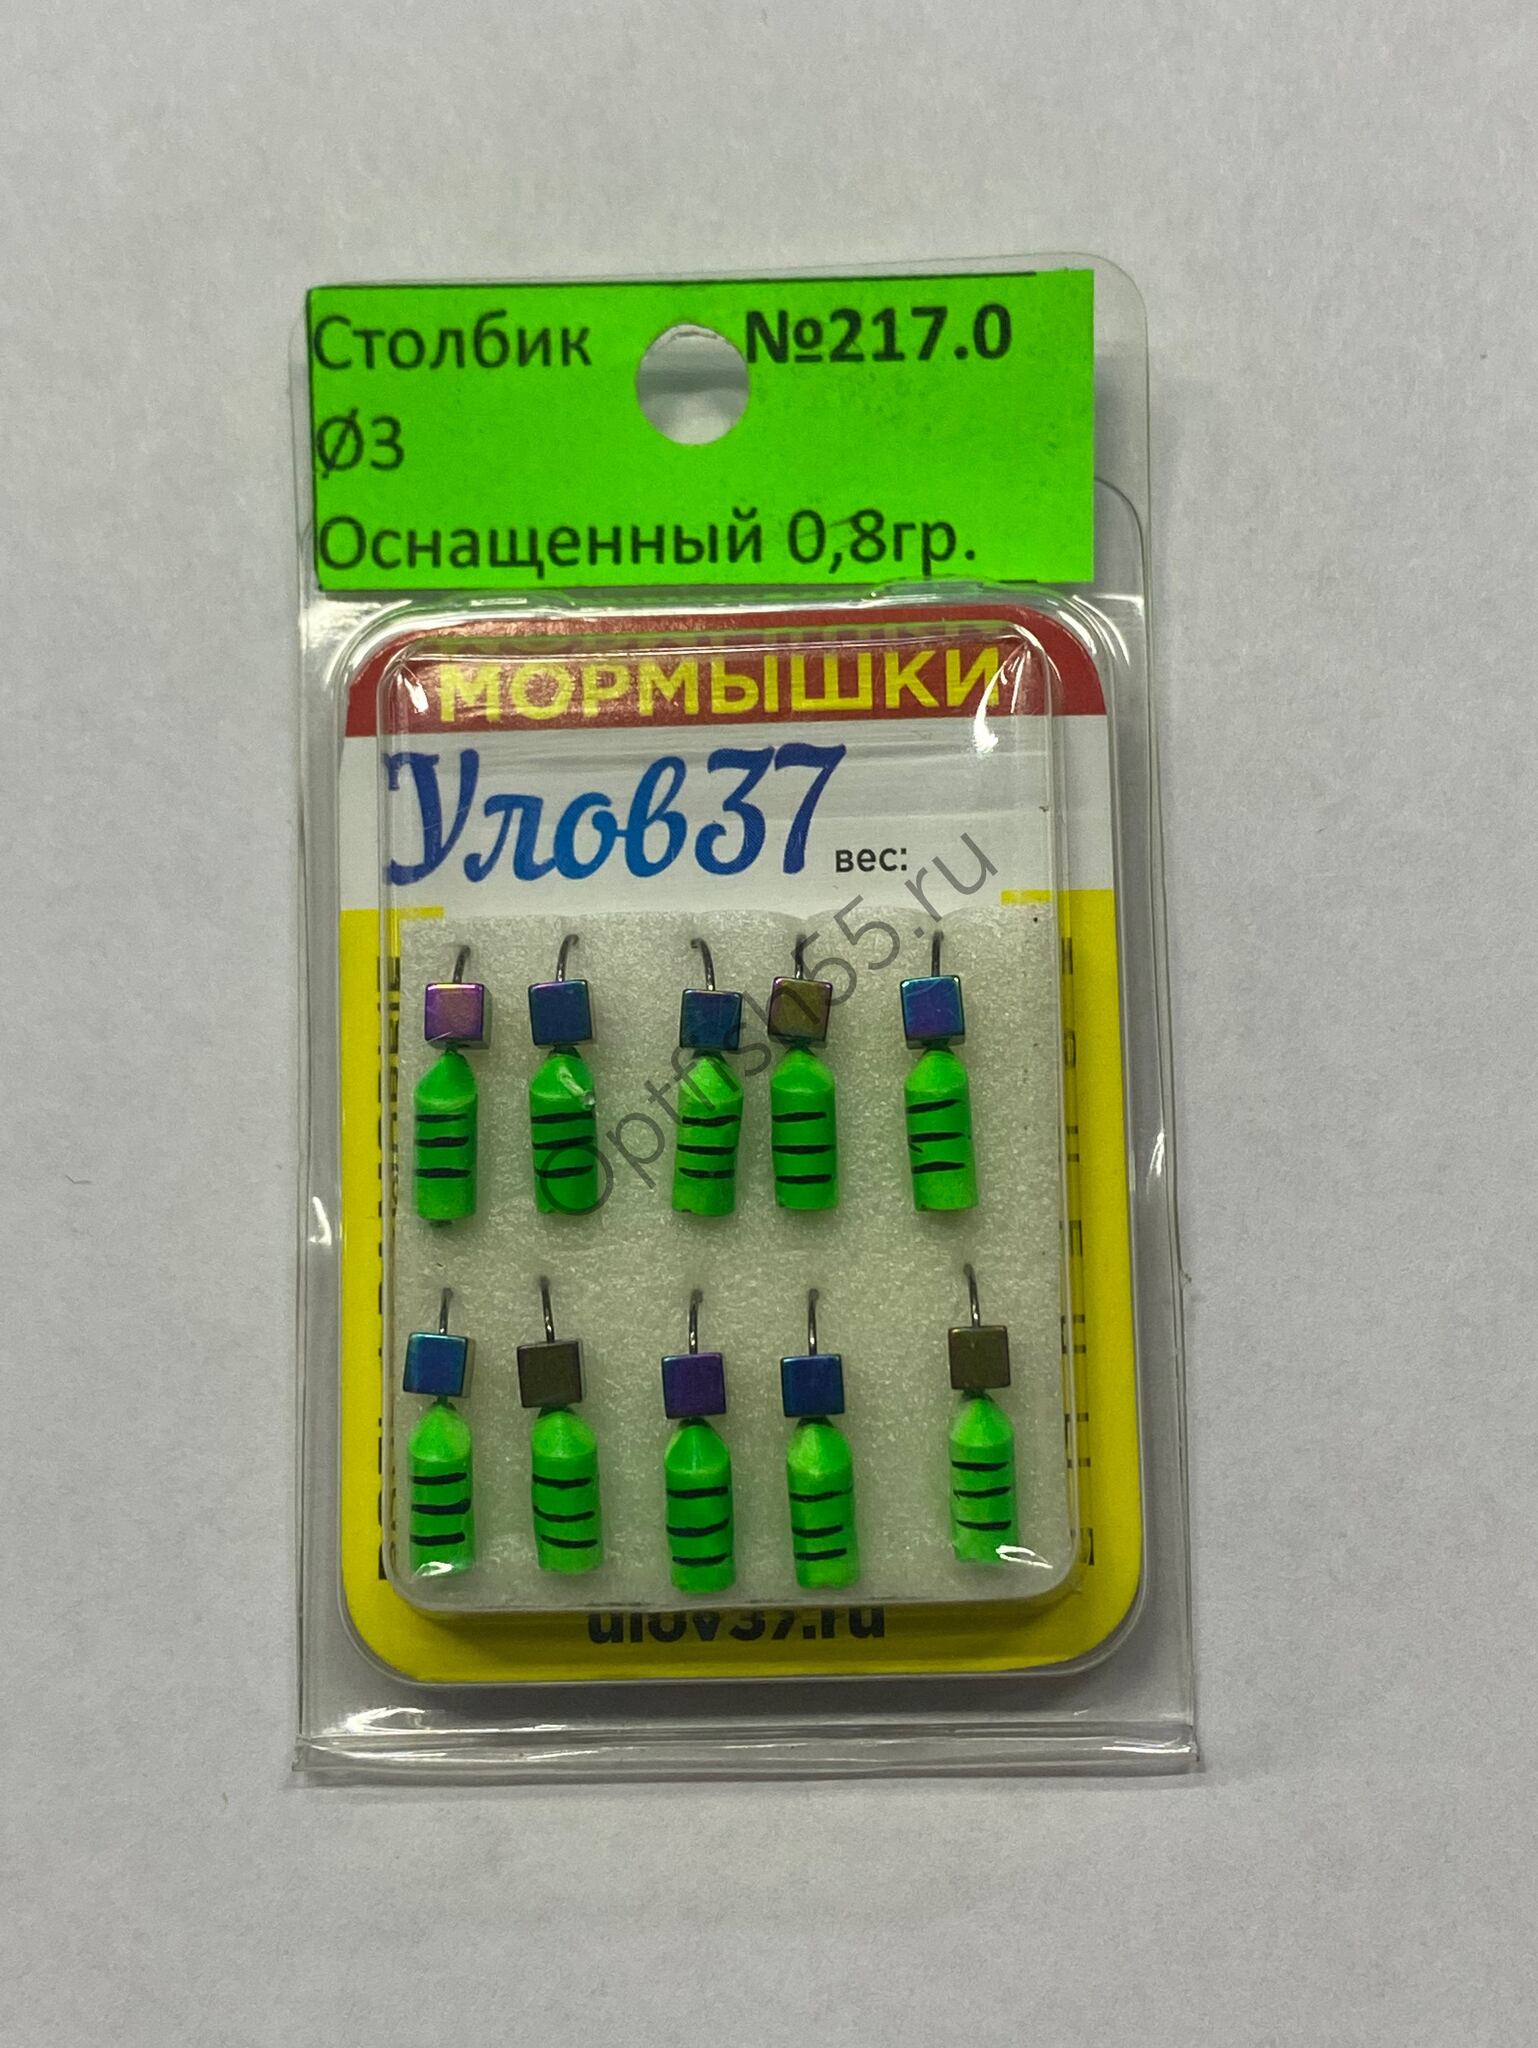 Столбик №217.0
Ø3
Оснащенный 0,8гр.
МОРМЫШКИ
Улов37
вес:
Optfish55.ru
ulov37.ru